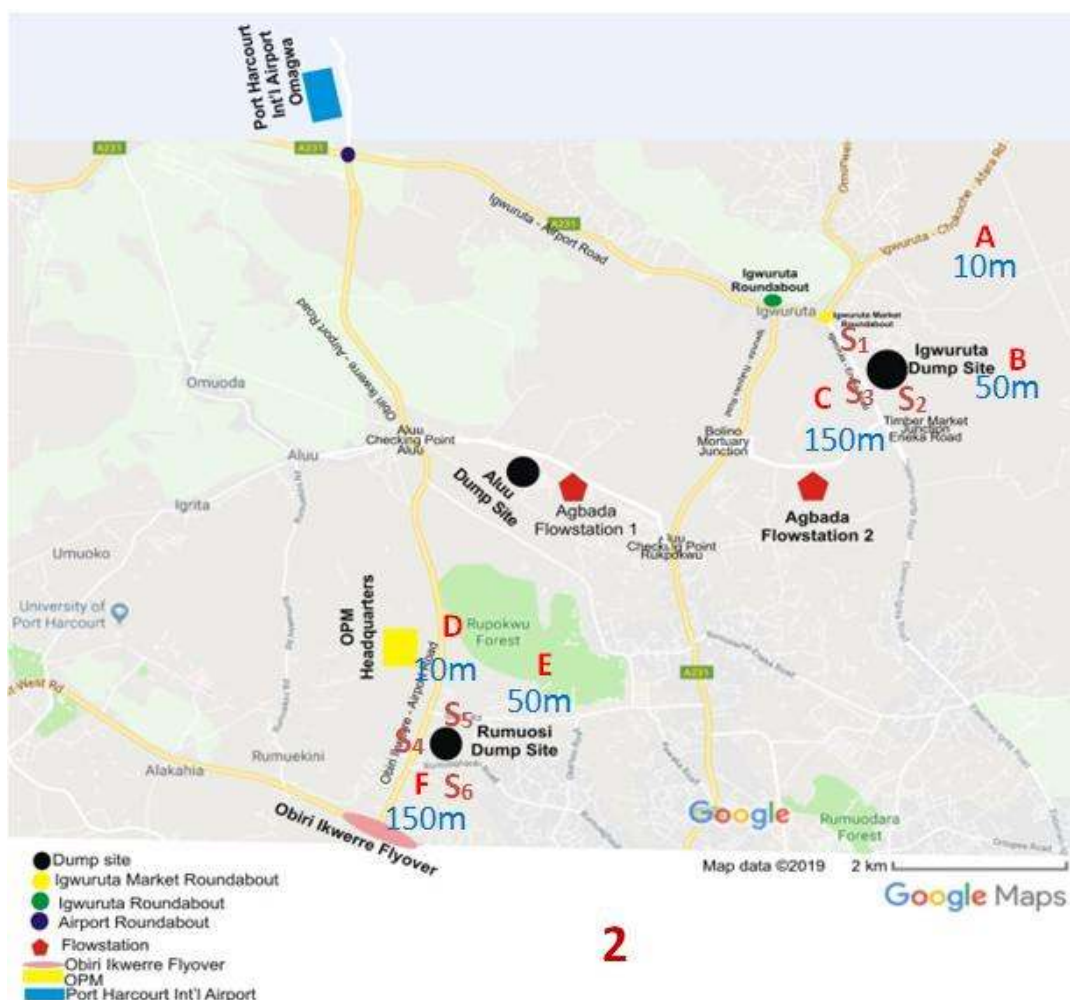 Port Harcourt
Int'l Airport
Omagwa
A231
A231
A231
Igwuruta - Airport Road
Igwuruta - Chokoche - Afara Rd
A
10m
Igwuruta
Roundabout
Igwuruta
Igwuruta Market
Roundabout
S1
Igwuruta
Dump Site
B
50m
C
S3
S2
150m
Timber Market
Junction
Eneka Road
Obiri Ikwerre - Airport Road
Omuoda
Aluu
Checking Point
Aluu
Aluu
Bolino
Mortuary
Junction
Igrita
Aluu
Dump Site
Agbada
Flowstation 1
Agbada
Flowstation 2
Checking Point
Rukpokwu
Umuoko
University of
Port Harcourt
OPM
Headquarters
D
10m
Rupokwu
Forest
E
50m
A231
S5
S4
Rumuosi
Dump Site
Rumuekini
Alakahia
F
S6
150m
Obiri Ikwerre Flyover
Google
Rumuodara
Forest
Map data ©2019
2 km
Google Maps
Dump site
Igwuruta Market Roundabout
Igwuruta Roundabout
Airport Roundabout
Flowstation
Obiri Ikwerre Flyover
OPM
Port Harcourt Int'l Airport
2